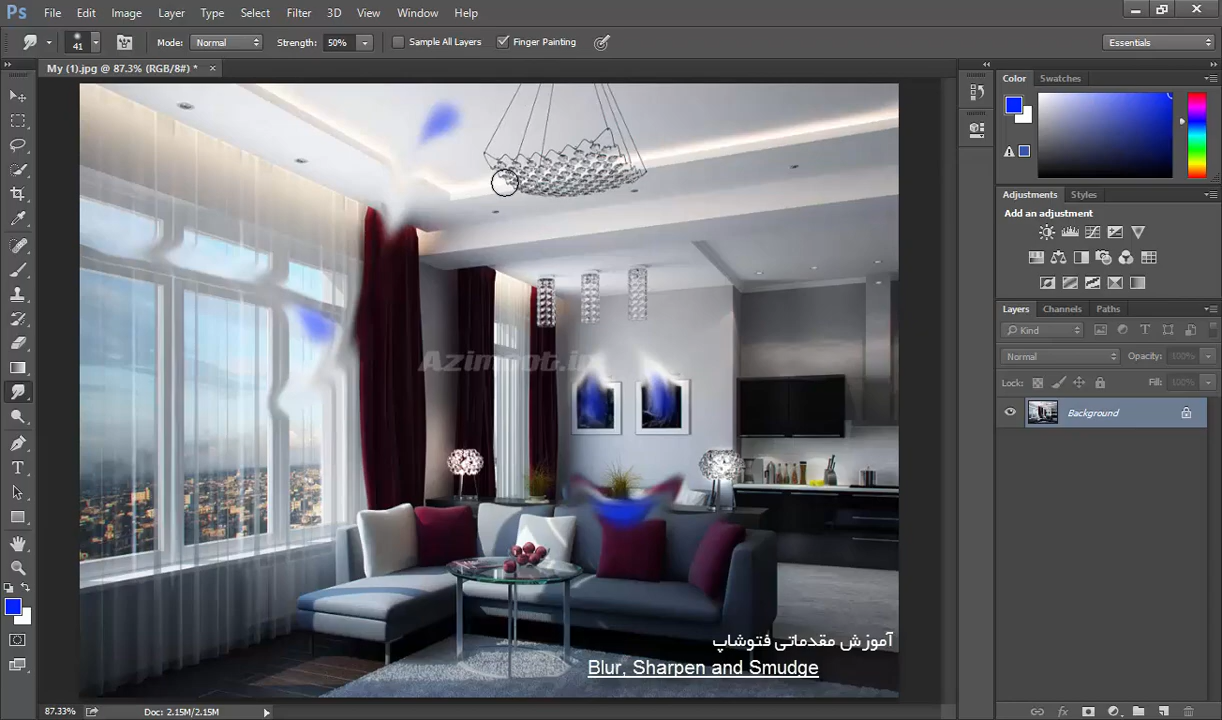 Ps File Edit Image Layer Type Select Filter 3D View Window Help
41 Mode: Normal Strength: 50% Sample All Layers Finger Painting Essentials
My (1).jpg @ 87.3% (RGB/8#) *
Color Swatches
Adjustments Styles
Add an adjustment
Layers Channels Paths
Kind
Normal Opacity: 100%
Lock: Fill: 100%
Background
آموزش مقدماتی فتوشاپ
Blur, Sharpen and Smudge
87.33% Doc: 2.15M/2.15M